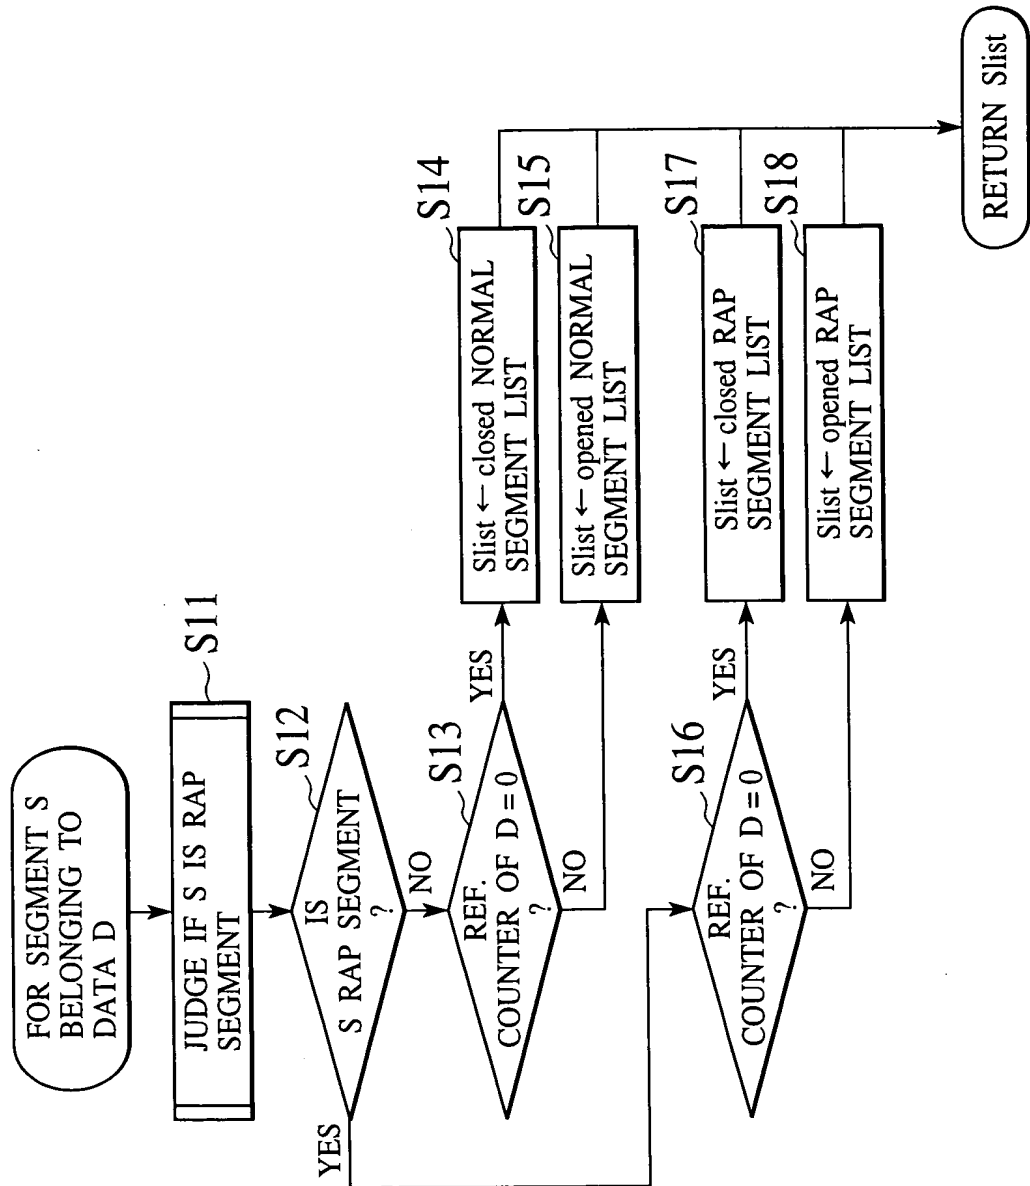 FOR SEGMENT S
BELONGING TO
DATA D
S11
JUDGE IF S IS RAP
SEGMENT
S12
IS
S RAP SEGMENT
?
YES
NO
S13
REF.
COUNTER OF D = 0
?
YES
NO
S14
Slist ← closed NORMAL
SEGMENT LIST
S15
Slist ← opened NORMAL
SEGMENT LIST
S16
REF.
COUNTER OF D = 0
?
YES
NO
S17
Slist ← closed RAP
SEGMENT LIST
S18
Slist ← opened RAP
SEGMENT LIST
RETURN Slist